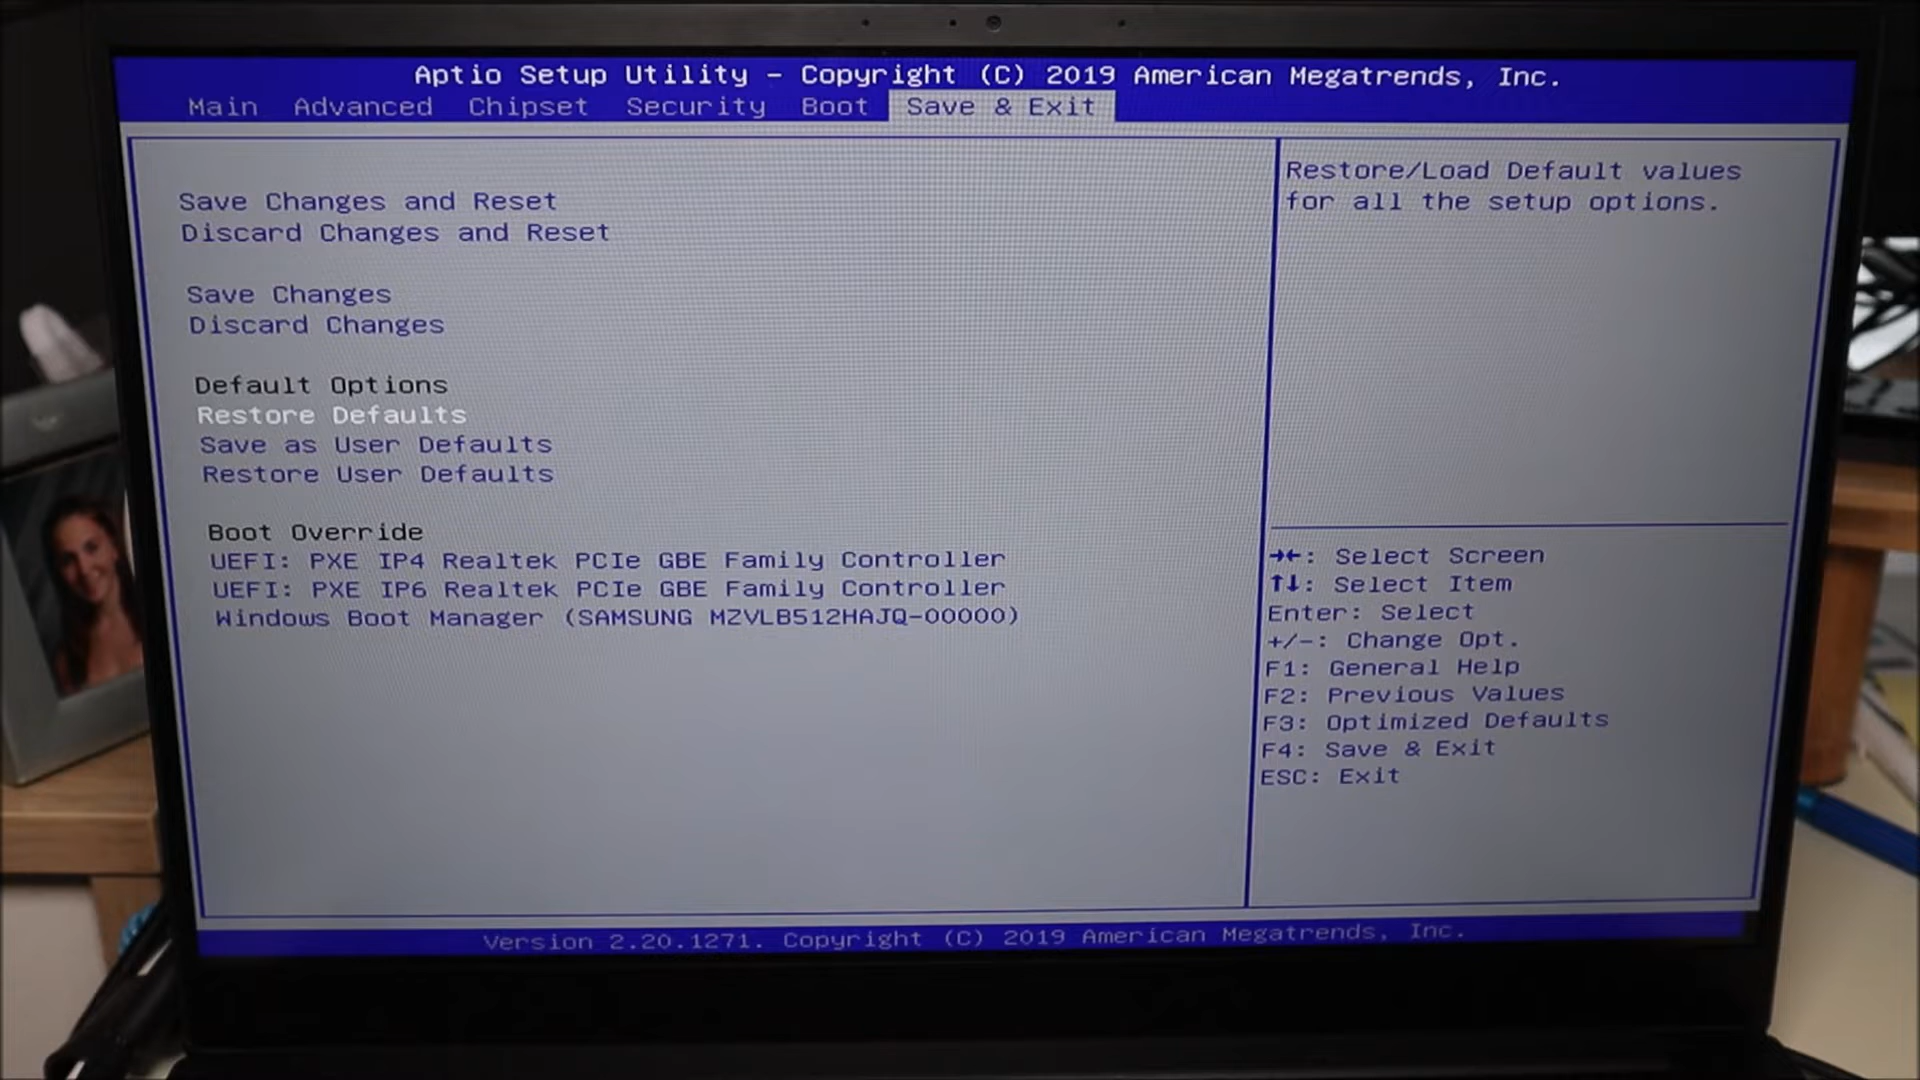 Aptio Setup Utility – Copyright (C) 2019 American Megatrends, Inc.
Main Advanced Chipset Security Boot Save & Exit
Save Changes and Reset
Discard Changes and Reset
Save Changes
Discard Changes
Default Options
Restore Defaults
Save as User Defaults
Restore User Defaults
Boot Override
UEFI: PXE IP4 Realtek PCIe GBE Family Controller
UEFI: PXE IP6 Realtek PCIe GBE Family Controller
Windows Boot Manager (SAMSUNG MZVLB512HAJQ-00000)
Restore/Load Default values
for all the setup options.
→←: Select Screen
↑↓: Select Item
Enter: Select
+/-: Change Opt.
F1: General Help
F2: Previous Values
F3: Optimized Defaults
F4: Save & Exit
ESC: Exit
Version 2.20.1271. Copyright (C) 2019 American Megatrends, Inc.